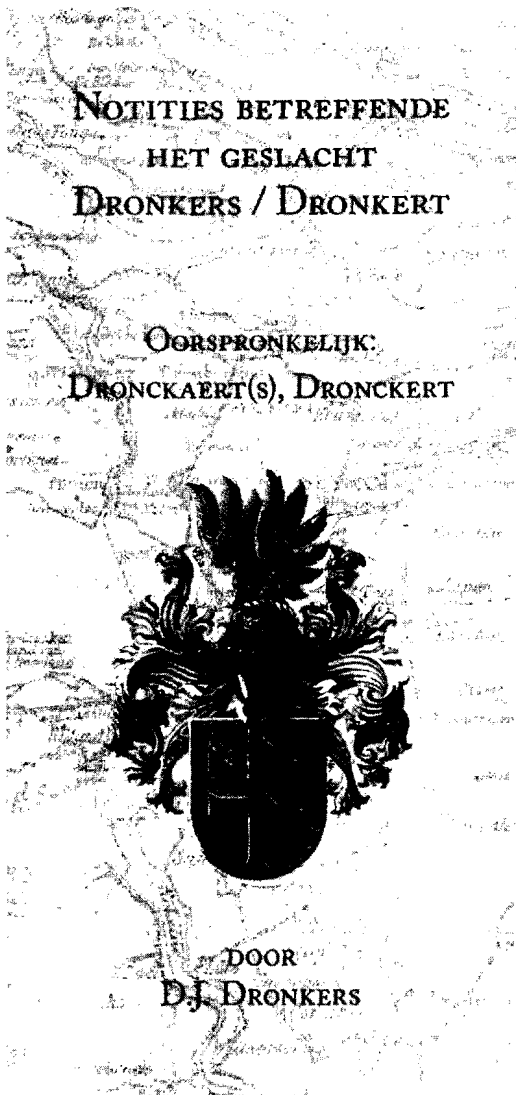 Notities betreffende
het geslacht
Dronkers / Dronkert
Oorspronkelijk:
Dronckaert(s), Dronckert
door
D.J. Dronkers